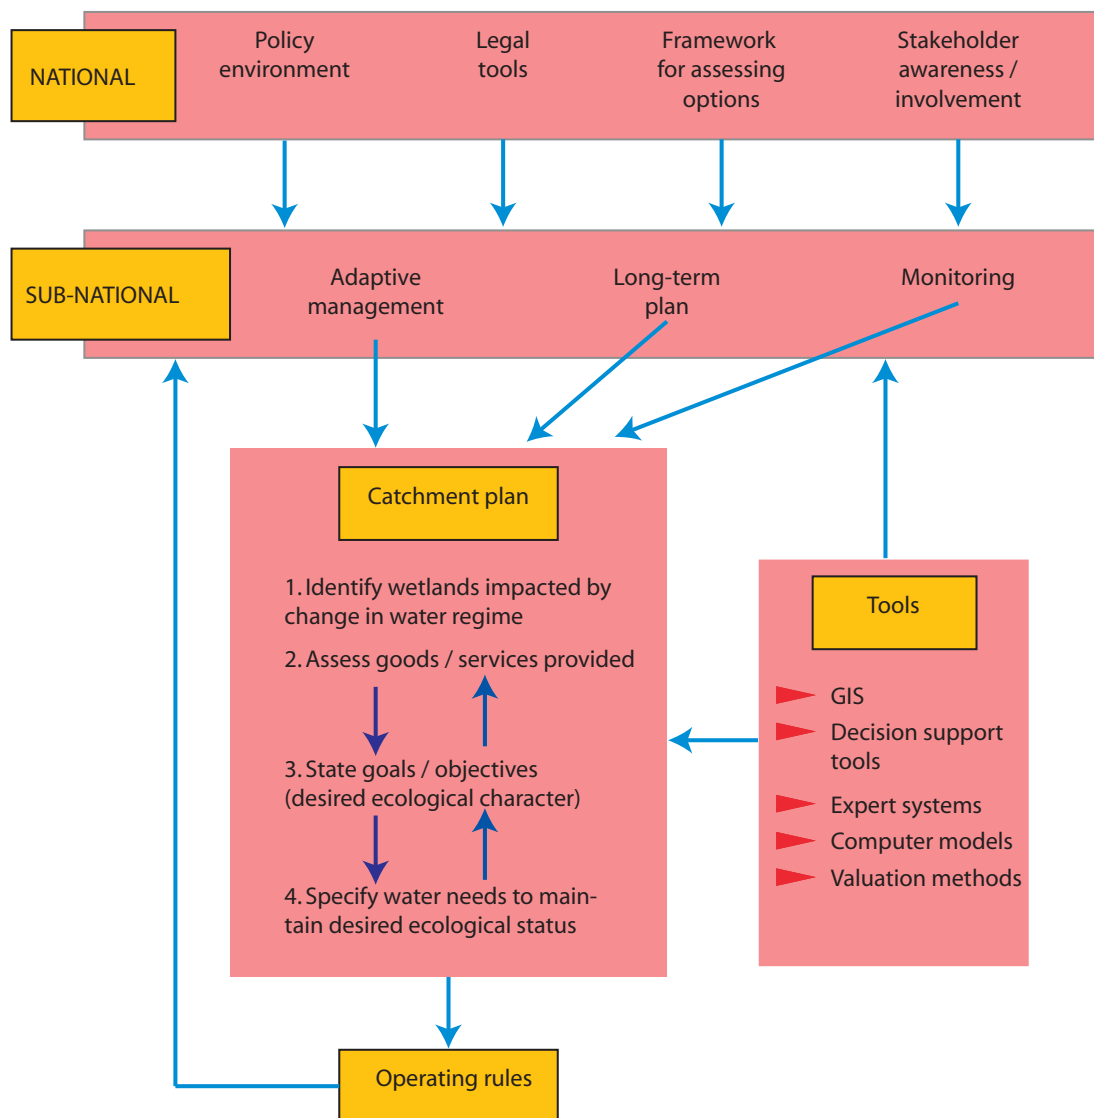 NATIONAL
Policy
environment
Legal
tools
Framework
for assessing
options
Stakeholder
awareness /
involvement
SUB-NATIONAL
Adaptive
management
Long-term
plan
Monitoring
Catchment plan
1. Identify wetlands impacted by
change in water regime
2. Assess goods / services provided
3. State goals / objectives
(desired ecological character)
4. Specify water needs to main-
tain desired ecological status
Tools
GIS
Decision support
tools
Expert systems
Computer models
Valuation methods
Operating rules